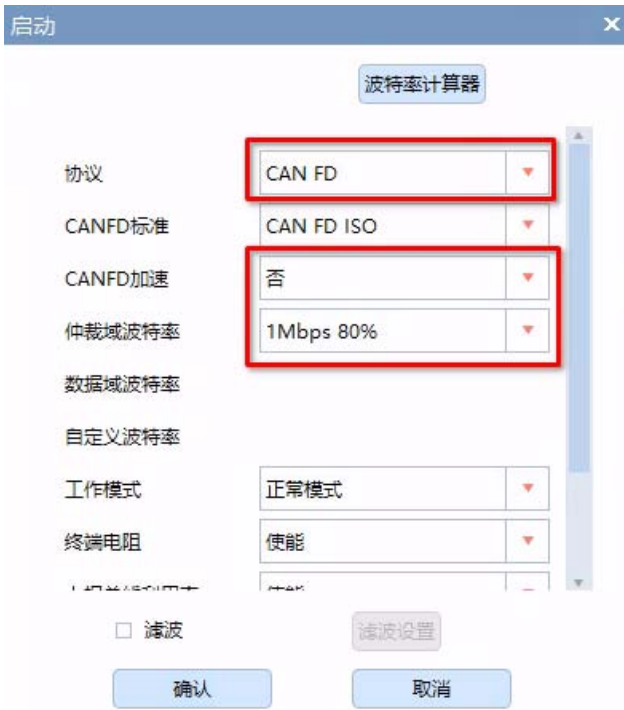 启动
波特率计算器
协议 CAN FD
CANFD标准 CAN FD ISO
CANFD加速 否
仲裁域波特率 1Mbps 80%
数据域波特率
自定义波特率
工作模式 正常模式
终端电阻 使能
滤波 滤波设置
确认 取消